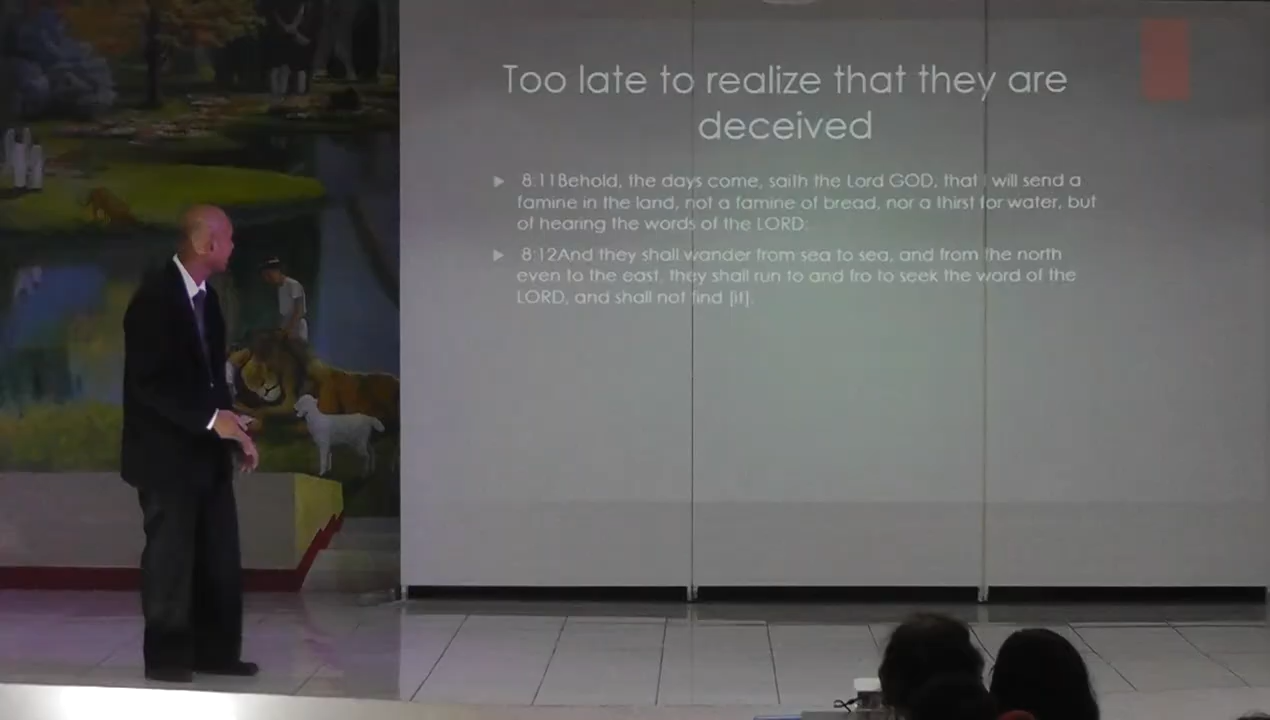 Too late to realize that they are
deceived
8:11Behold, the days come, saith the Lord GOD, that I will send a
famine in the land, not a famine of bread, nor a thirst for water, but
of hearing the words of the LORD:
8:12And they shall wander from sea to sea, and from the north
even to the east, they shall run to and fro to seek the word of the
LORD, and shall not find [it].